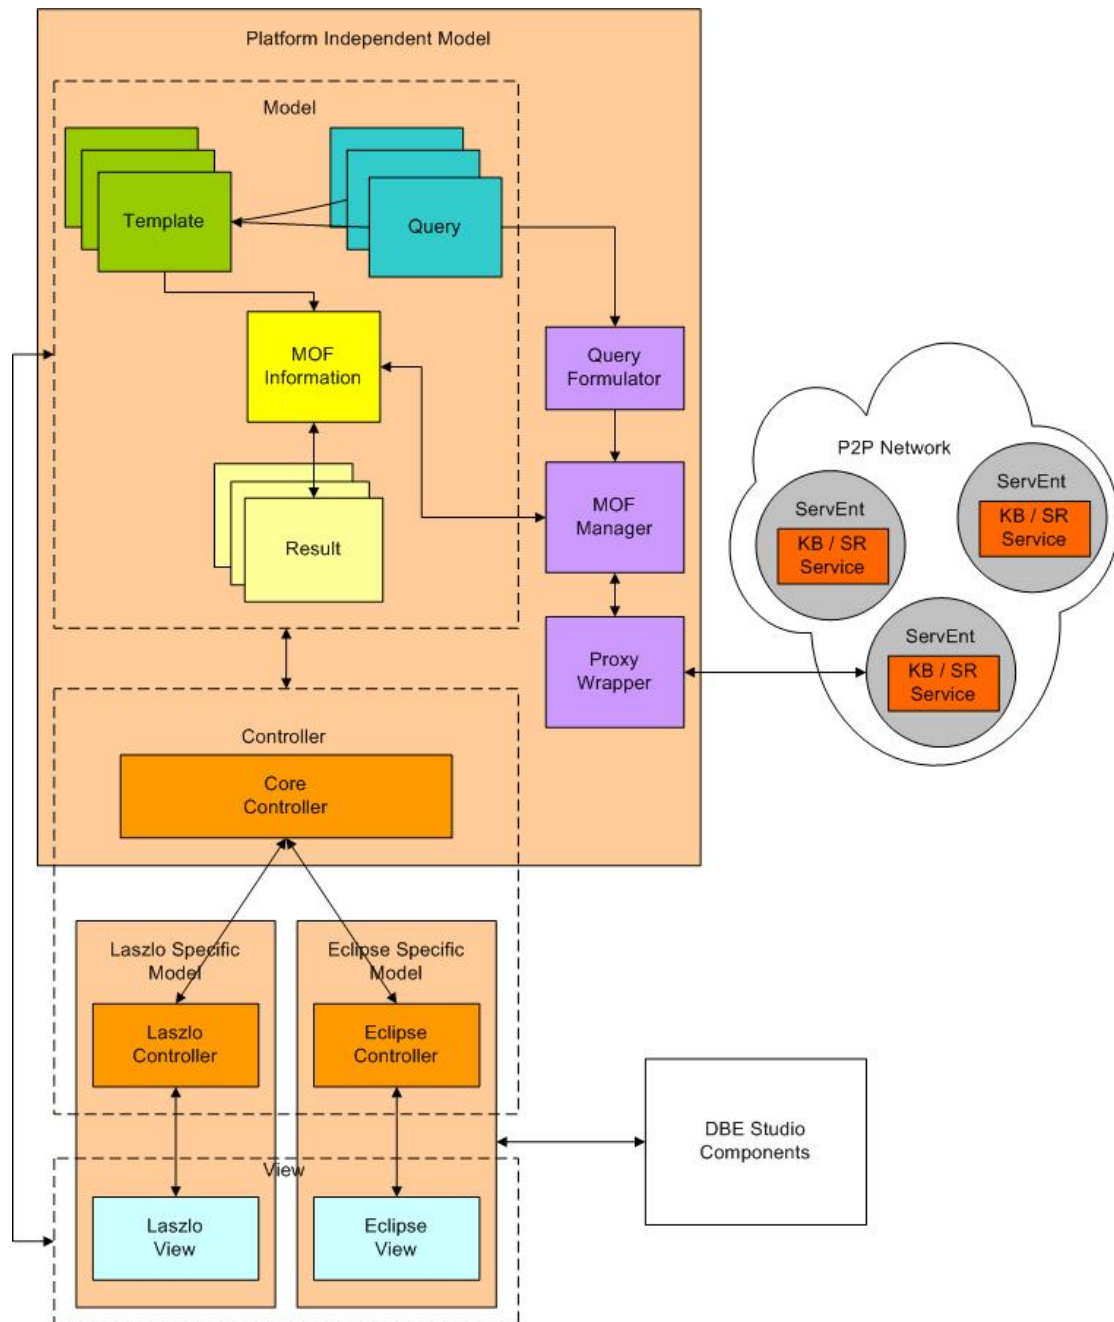 Platform Independent Model
Model
Template
Query
MOF
Information
Query
Formulator
P2P Network
ServEnt
KB / SR
Service
ServEnt
KB / SR
Service
MOF
Manager
Result
ServEnt
KB / SR
Service
Proxy
Wrapper
Controller
Core
Controller
Laszlo Specific
Model
Eclipse Specific
Model
Laszlo
Controller
Eclipse
Controller
DBE Studio
Components
View
Laszlo
View
Eclipse
View